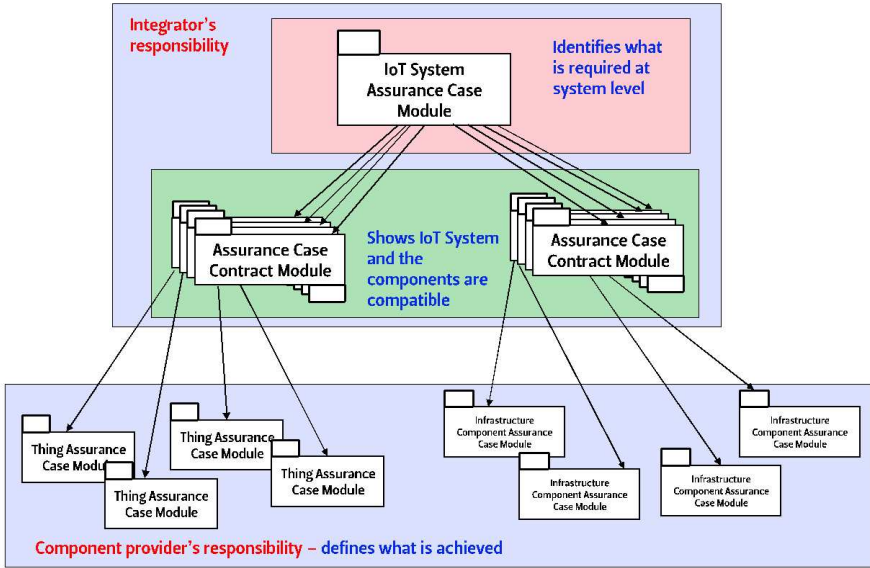 Integrator's
responsibility
IoT System
Assurance Case
Module
Identifies what
is required at
system level
Assurance Case
Contract Module
Shows IoT System
and the
components are
compatible
Assurance Case
Contract Module
Thing Assurance
Case Module
Thing Assurance
Case Module
Thing Assurance
Case Module
Thing Assurance
Case Module
Infrastructure
Component Assurance
Case Module
Infrastructure
Component Assurance
Case Module
Infrastructure
Component Assurance
Case Module
Infrastructure
Component Assurance
Case Module
Component provider's responsibility – defines what is achieved